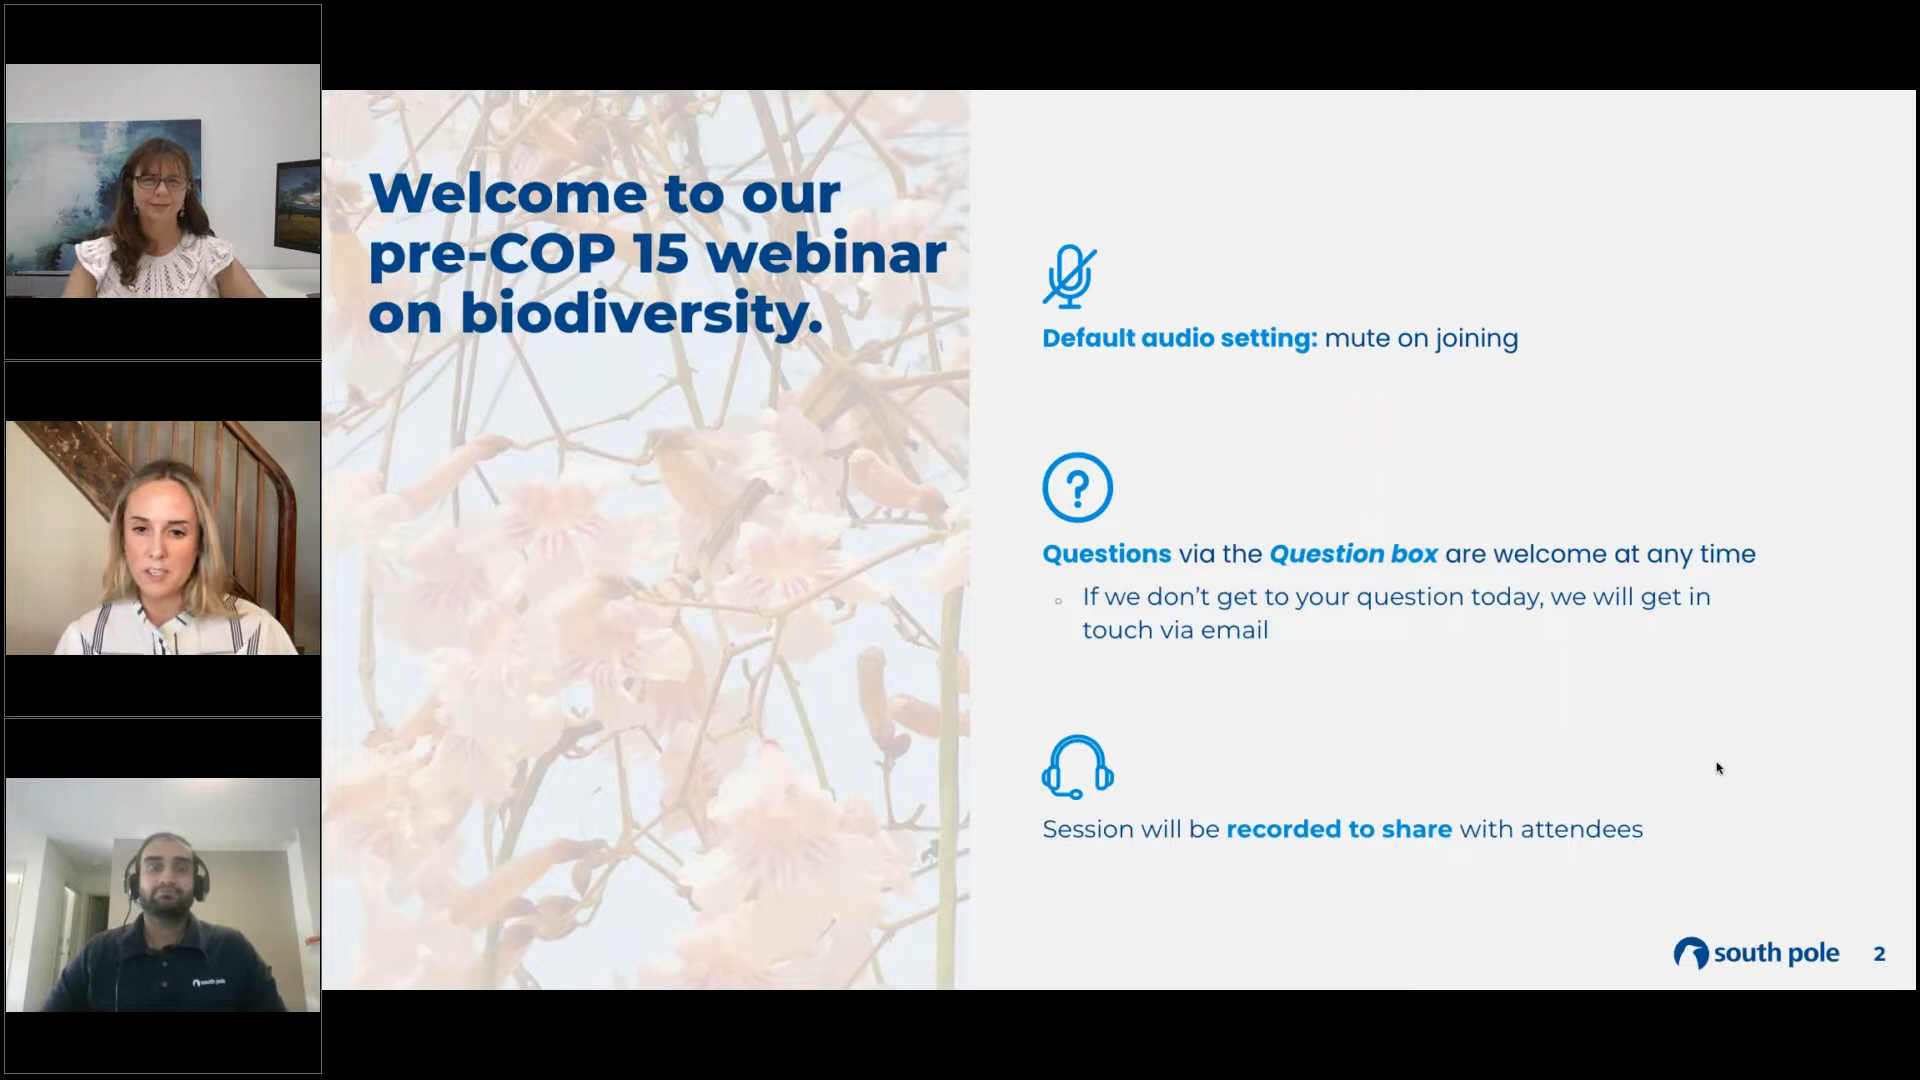 Welcome to our
pre-COP 15 webinar
on biodiversity.
Default audio setting: mute on joining
?
Questions via the Question box are welcome at any time
If we don’t get to your question today, we will get in
touch via email
Session will be recorded to share with attendees
south pole 2
south pole